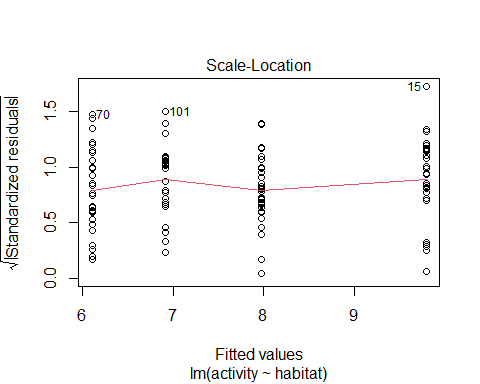 Scale-Location
√|Standardized residuals|
1.5
1.0
0.5
0.0
70
101
15
6 7 8 9
Fitted values
lm(activity ~ habitat)